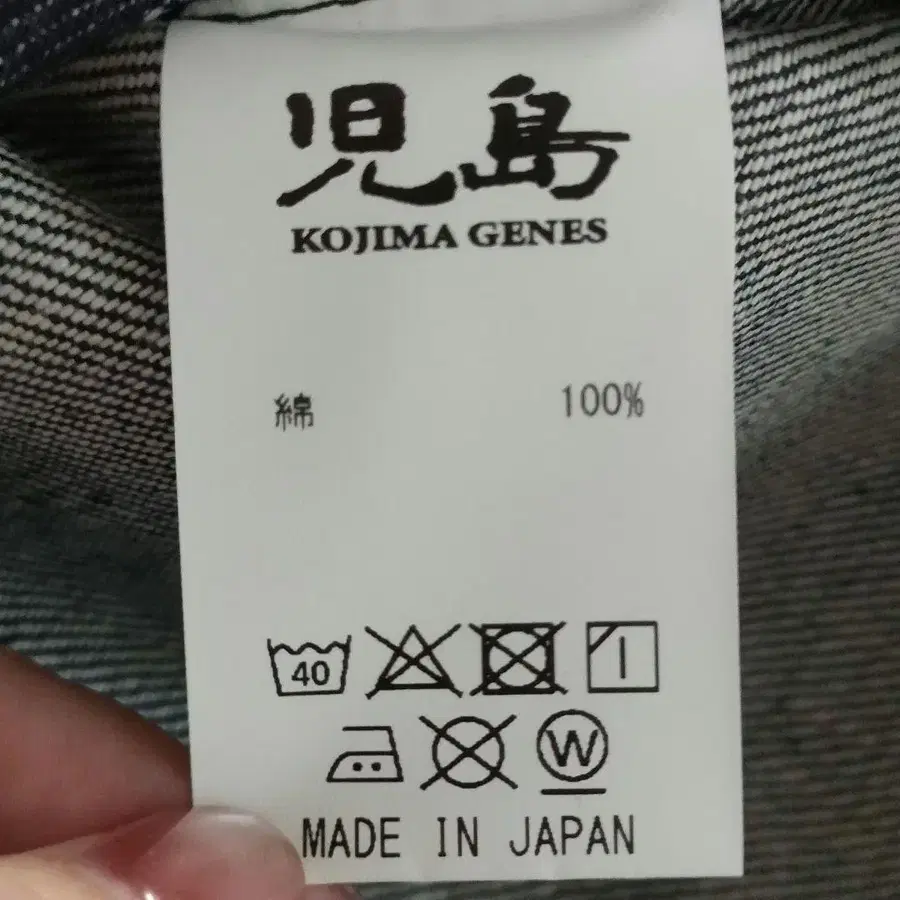 児島
KOJIMA GENES
綿 100%
40
W
MADE IN JAPAN